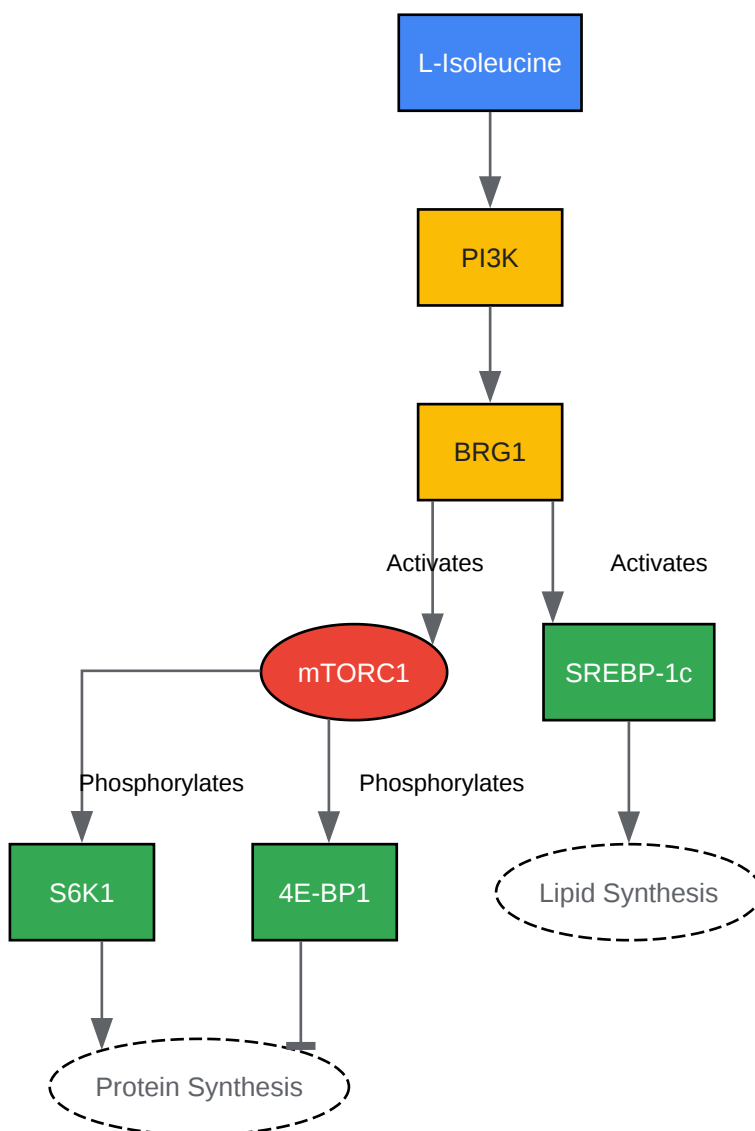 L-Isoleucine
PI3K
BRG1
Activates
Activates
mTORC1
SREBP-1c
Phosphorylates
Phosphorylates
S6K1
4E-BP1
Lipid Synthesis
Protein Synthesis